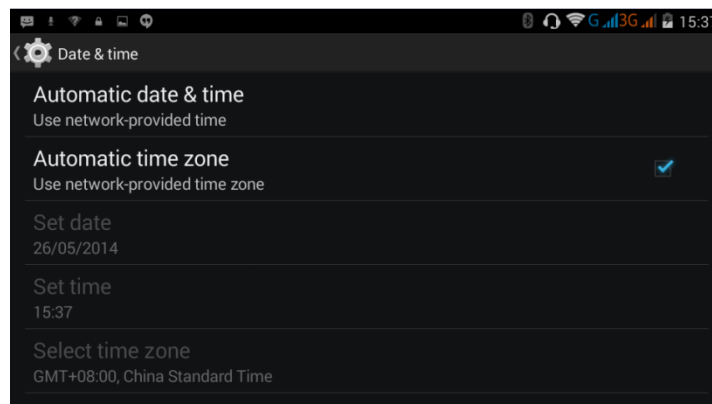 G 3G 15:37
Date & time
Automatic date & time
Use network-provided time
Automatic time zone
Use network-provided time zone
Set date
26/05/2014
Set time
15:37
Select time zone
GMT+08:00, China Standard Time